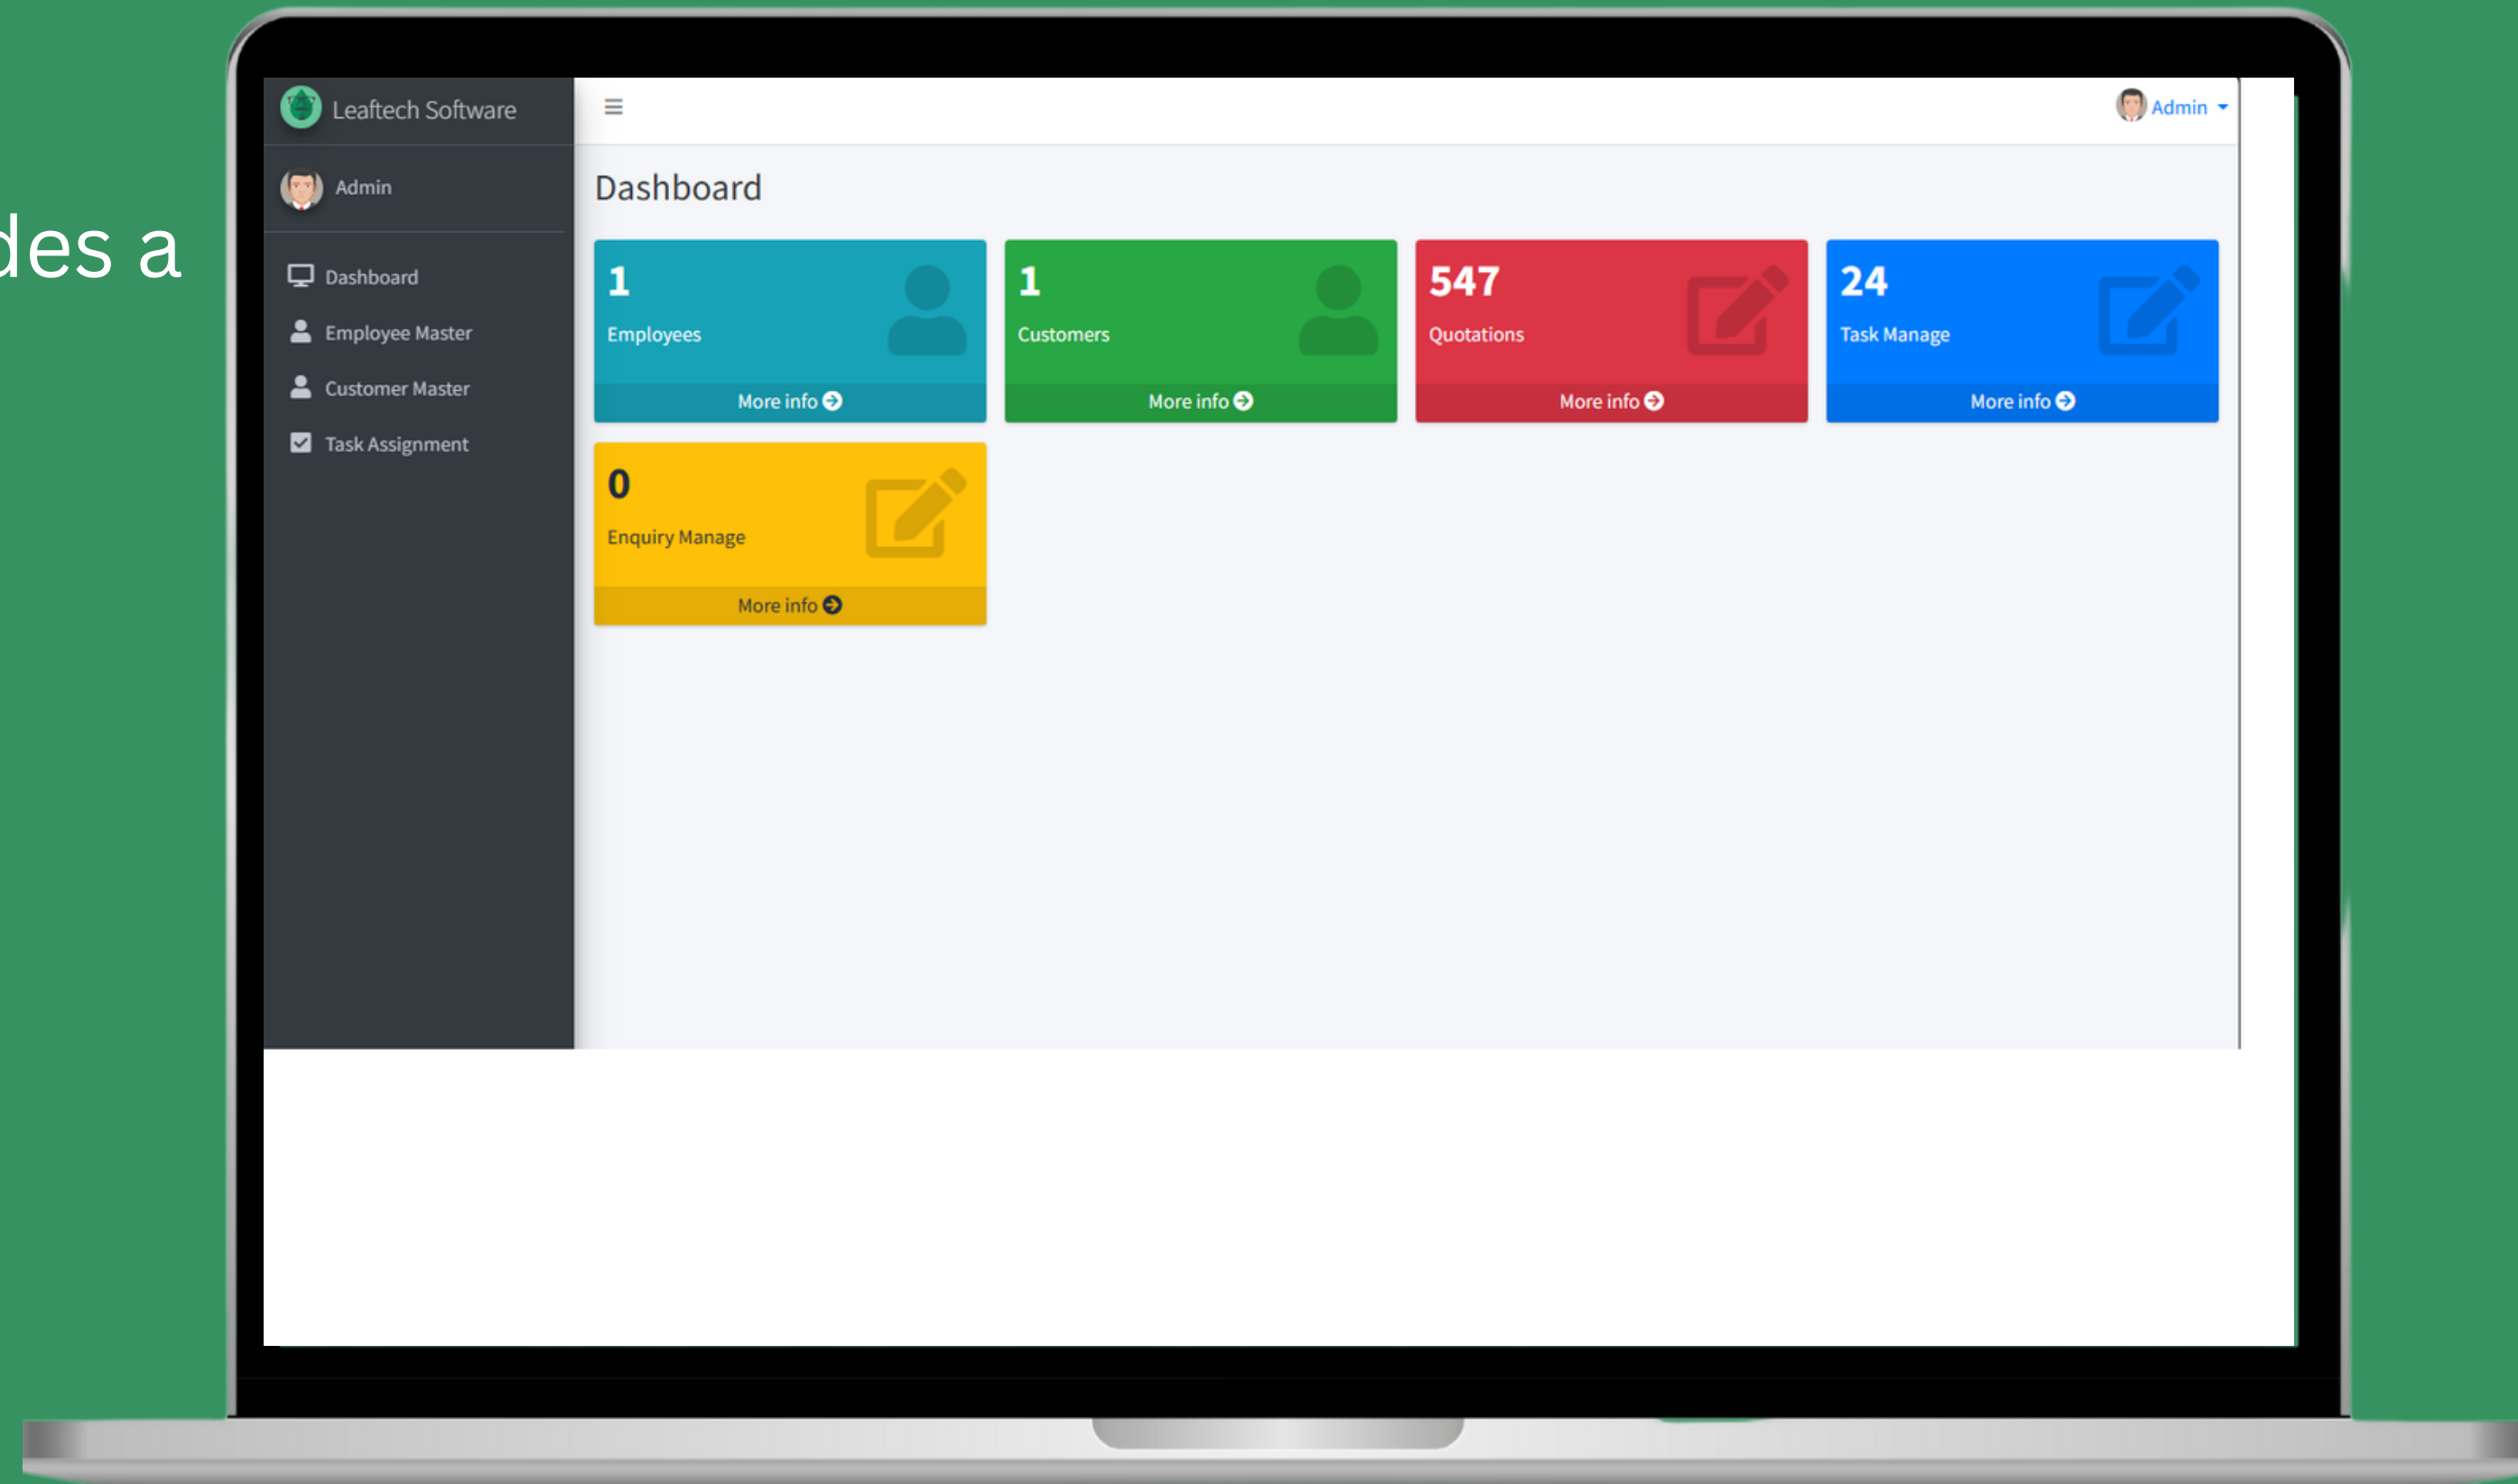 des a
Leaftech Software
Admin
Admin
Dashboard
Employee Master
Customer Master
Task Assignment
Dashboard
1
Employees
More info
1
Customers
More info
547
Quotations
More info
24
Task Manage
More info
0
Enquiry Manage
More info